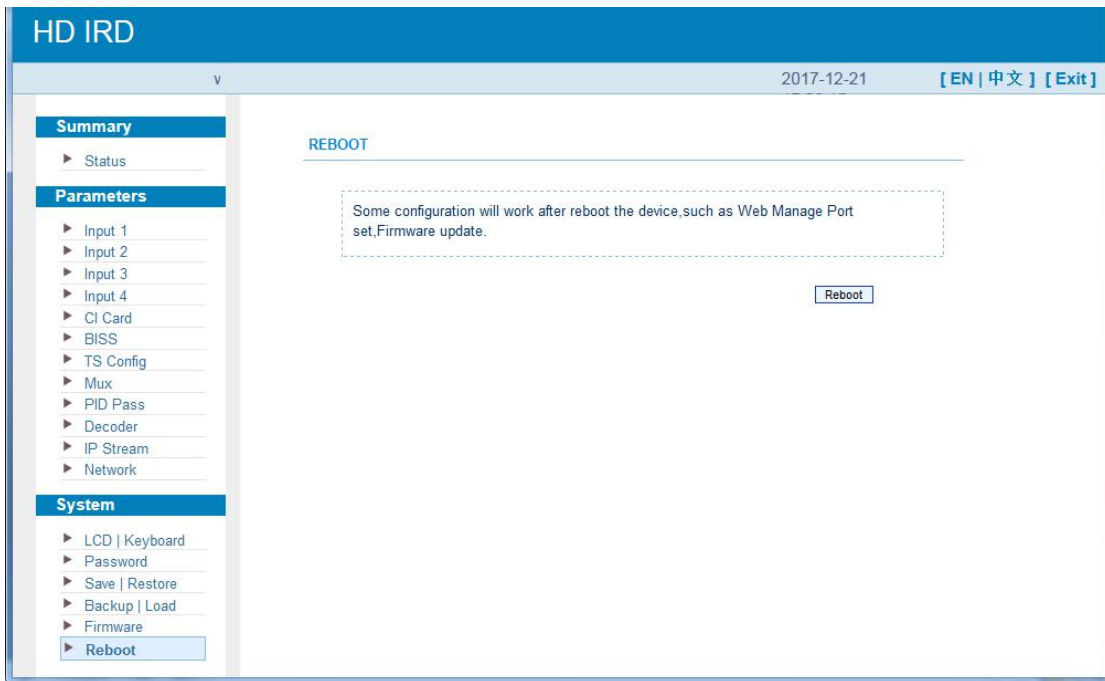 HD IRD
v
2017-12-21
[ EN | 中文 ] [ Exit ]
Summary
Status
Parameters
Input 1
Input 2
Input 3
Input 4
CI Card
BISS
TS Config
Mux
PID Pass
Decoder
IP Stream
Network
System
LCD | Keyboard
Password
Save | Restore
Backup | Load
Firmware
Reboot
REBOOT
Some configuration will work after reboot the device,such as Web Manage Port
set,Firmware update.
Reboot